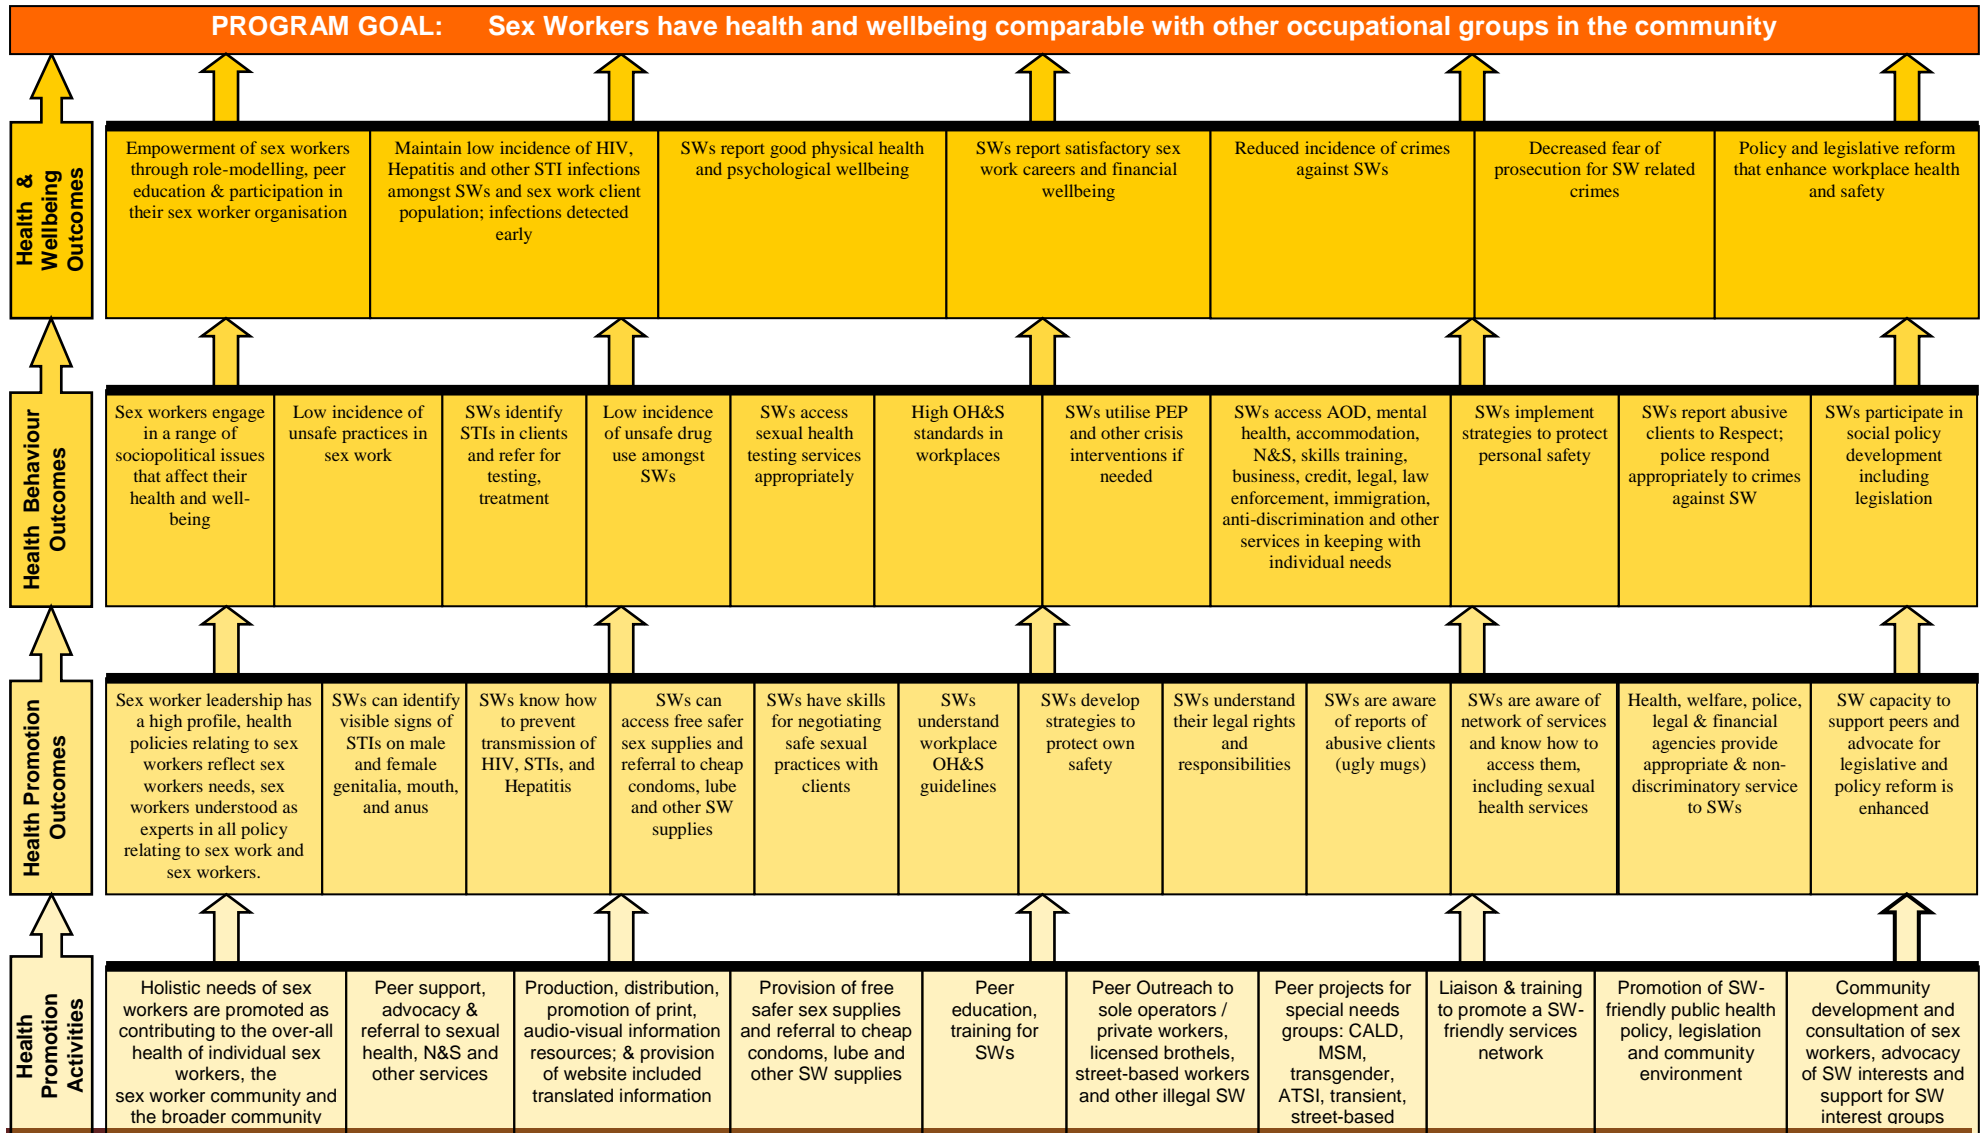 PROGRAM GOAL: Sex Workers have health and wellbeing comparable with other occupational groups in the community
Health &
Wellbeing
Outcomes
Empowerment of sex workers
through role-modelling, peer
education & participation in
their sex worker organisation
Maintain low incidence of HIV,
Hepatitis and other STI infections
amongst SWs and sex work client
population; infections detected
early
SWs report good physical health
and psychological wellbeing
SWs report satisfactory sex
work careers and financial
wellbeing
Reduced incidence of crimes
against SWs
Decreased fear of
prosecution for SW related
crimes
Policy and legislative reform
that enhance workplace health
and safety
Health Behaviour
Outcomes
Sex workers engage
in a range of
sociopolitical issues
that affect their
health and well-
being
Low incidence of
unsafe practices in
sex work
SWs identify
STIs in clients
and refer for
testing,
treatment
Low incidence
of unsafe drug
use amongst
SWs
SWs access
sexual health
testing services
appropriately
High OH&S
standards in
workplaces
SWs utilise PEP
and other crisis
interventions if
needed
SWs access AOD, mental
health, accommodation,
N&S, skills training,
business, credit, legal, law
enforcement, immigration,
anti-discrimination and other
services in keeping with
individual needs
SWs implement
strategies to protect
personal safety
SWs report abusive
clients to Respect;
police respond
appropriately to crimes
against SW
SWs participate in
social policy
development
including
legislation
Health Promotion
Outcomes
Sex worker leadership has
a high profile, health
policies relating to sex
workers reflect sex
workers needs, sex
workers understood as
experts in all policy
relating to sex work and
sex workers.
SWs can identify
visible signs of
STIs on male
and female
genitalia, mouth,
and anus
SWs know how
to prevent
transmission of
HIV, STIs, and
Hepatitis
SWs can
access free safer
sex supplies and
referral to cheap
condoms, lube
and other SW
supplies
SWs have skills
for negotiating
safe sexual
practices with
clients
SWs
understand
workplace
OH&S
guidelines
SWs develop
strategies to
protect own
safety
SWs understand
their legal rights
and
responsibilities
SWs are aware
of reports of
abusive clients
(ugly mugs)
SWs are aware of
network of services
and know how to
access them,
including sexual
health services
Health, welfare, police,
legal & financial
agencies provide
appropriate & non-
discriminatory service
to SWs
SW capacity to
support peers and
advocate for
legislative and
policy reform is
enhanced
Health
Promotion
Activities
Holistic needs of sex
workers are promoted as
contributing to the over-all
health of individual sex
workers, the
sex worker community and
the broader community
Peer support,
advocacy &
referral to sexual
health, N&S and
other services
Production, distribution,
promotion of print,
audio-visual information
resources; & provision
of website included
translated information
Provision of free
safer sex supplies
and referral to cheap
condoms, lube and
other SW supplies
Peer
education,
training for
SWs
Peer Outreach to
sole operators /
private workers,
licensed brothels,
street-based workers
and other illegal SW
Peer projects for
special needs
groups: CALD,
MSM,
transgender,
ATSI, transient,
street-based
Liaison & training
to promote a SW-
friendly services
network
Promotion of SW-
friendly public health
policy, legislation
and community
environment
Community
development and
consultation of sex
workers, advocacy
of SW interests and
support for SW
interest groups